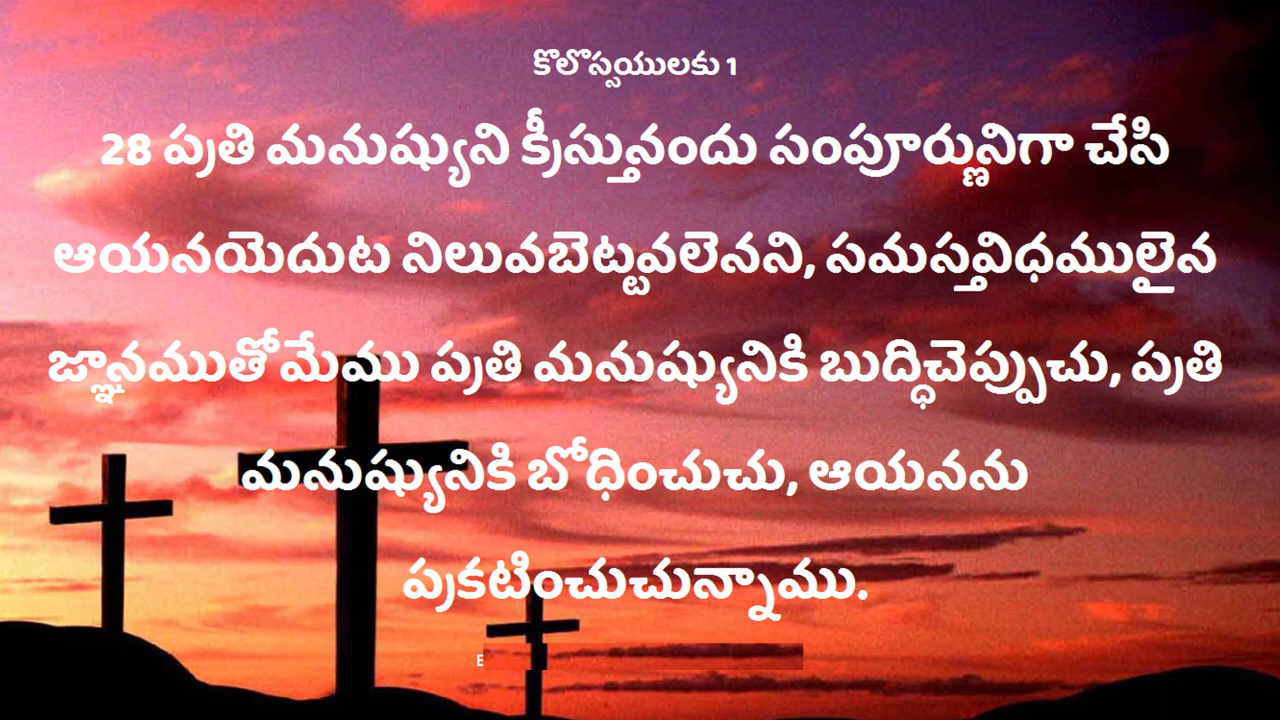 కొలొస్సయులకు 1
28 ప్రతి మనుష్యుని క్రీస్తునందు సంపూర్ణునిగా చేసి
ఆయనయెదుట నిలువబెట్టవలెనని, సమస్తవిధములైన
జ్ఞానముతో మేము ప్రతి మనుష్యునికి బుద్ధిచెప్పుచు, ప్రతి
మనుష్యునికి బోధించుచు, ఆయనను
ప్రకటించుచున్నాము.